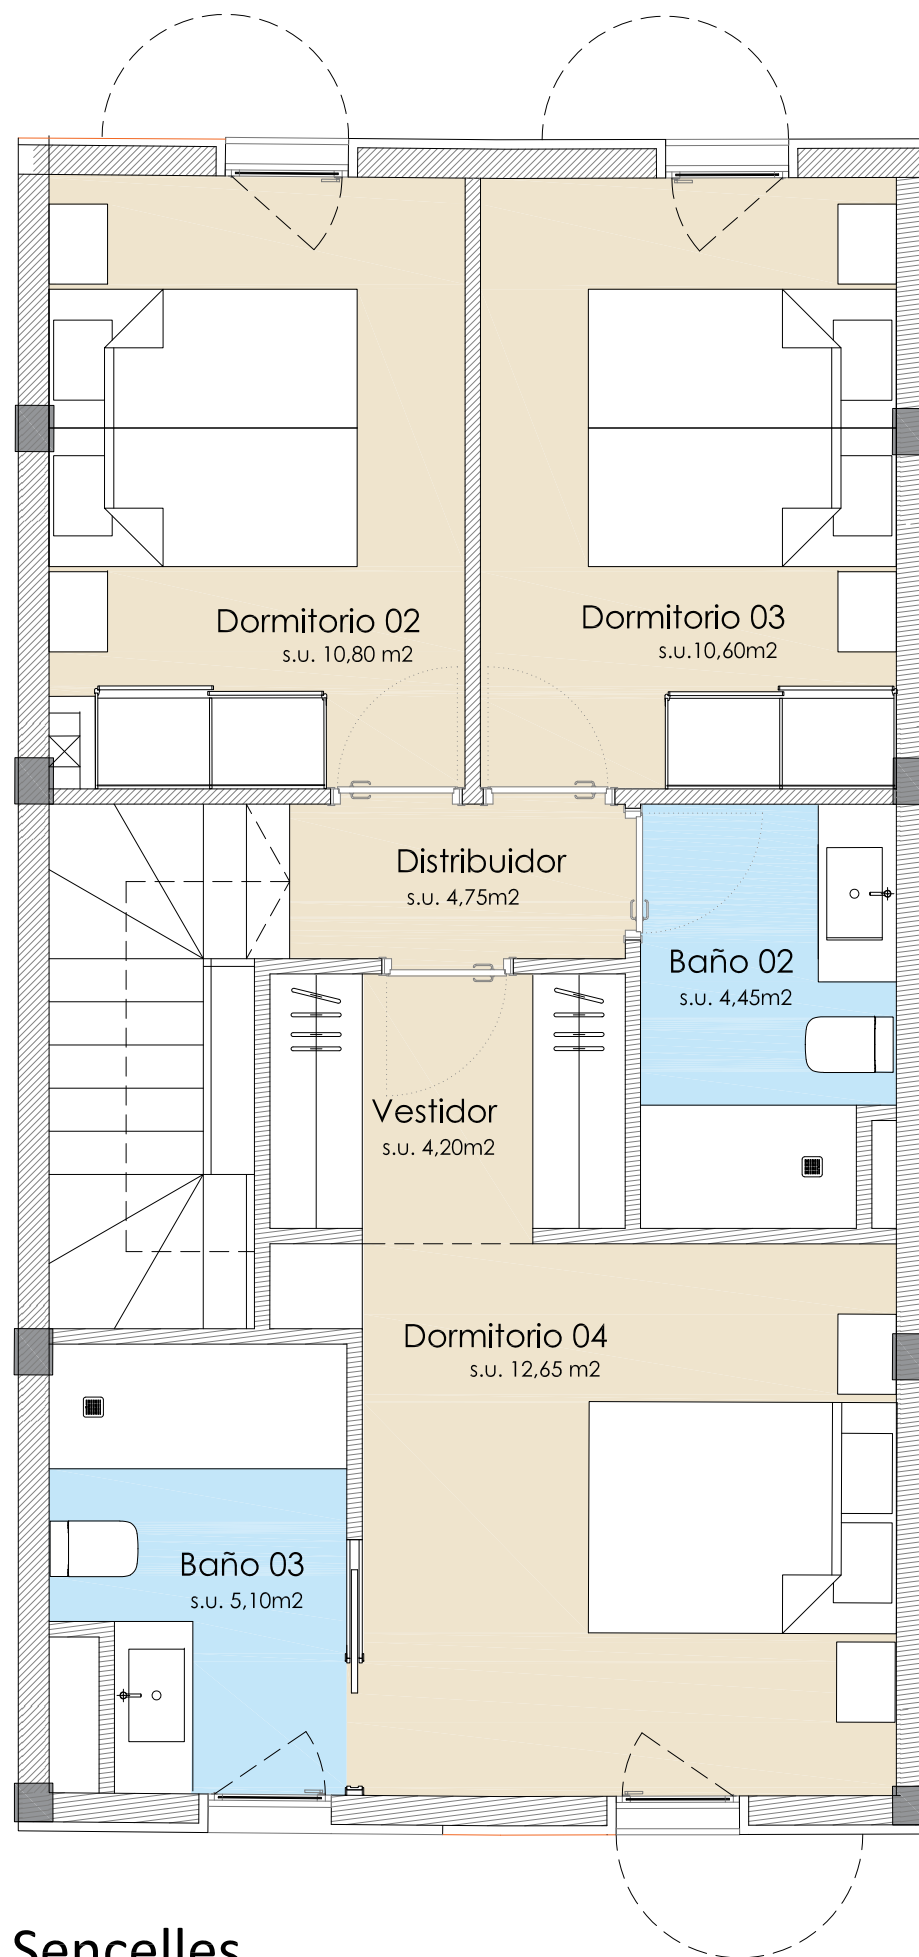 Dormitorio 02
s.u. 10,80 m2
Dormitorio 03
s.u.10,60m2
Distribuidor
s.u. 4,75m2
Baño 02
s.u. 4,45m2
Vestidor
s.u. 4,20m2
Dormitorio 04
s.u. 12,65 m2
Baño 03
s.u. 5,10m2
Sencelles